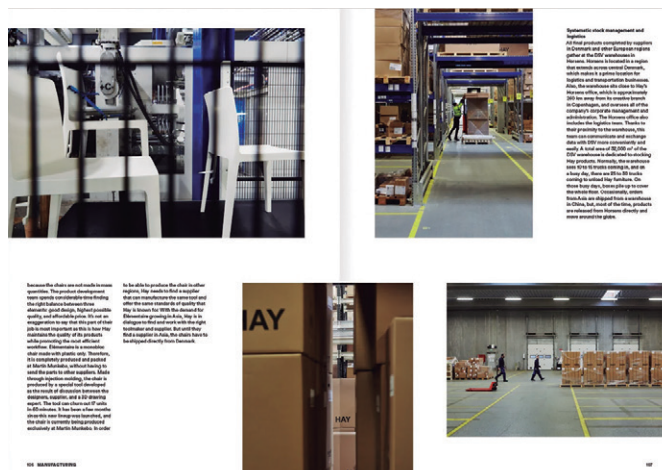 because the chairs are not made in mass
quantities. The product development
team spends considerable time finding
the right balance between three
elements: good design, highest possible
quality, and affordable price. It's not an
exaggeration to say that this part of their
job is most important as this is how Hay
maintains the quality of its products
while promoting the most efficient
workflow. Élémentaire is a monobloc
chair made with plastic only. Therefore,
it is completely produced and packed
at Martin Munkebo, without having to
send the parts to other suppliers. Made
through injection molding, the chair is
produced by a special tool developed
as the result of discussion between the
designers, supplier, and a 3D drawing
expert. The tool can churn out 17 units
in 60 minutes. It has been a few months
since this new lineup was launched, and
the chair is currently being produced
exclusively at Martin Munkebo. In order
to be able to produce the chair in other
regions, Hay needs to find a supplier
that can manufacture the same tool and
offer the same standards of quality that
Hay is known for. With the demand for
Élémentaire growing in Asia, Hay is in
dialogue to find and work with the right
toolmaker and supplier. But until they
find a supplier in Asia, the chairs have to
be shipped directly from Denmark.
Systematic stock management and
logistics
All final products completed by suppliers
in Denmark and other European regions
gather at the DSV warehouses in
Horsens. Horsens is located in a region
that extends across central Denmark,
which makes it a prime location for
logistics and transportation businesses.
Also, the warehouse sits close to Hay's
Horsens office, which is approximately
200 km away from its creative branch
in Copenhagen, and oversees all of the
company's corporate management and
administration. The Horsens office also
includes the logistics team. Thanks to
their proximity to the warehouse, this
team can communicate and exchange
data with DSV more conveniently and
easily. A total area of m² of the
DSV warehouse is dedicated to stocking
Hay products. Normally, the warehouse
sees 10 to 15 trucks coming in, and on
a busy day, there are 25 to 30 trucks
coming to unload Hay furniture. On
those busy days, boxes pile up to cover
the whole floor. Occasionally, orders
from Asia are shipped from a warehouse
in China, but, most of the time, products
are released from Horsens directly and
move around the globe.
HAY
HAY
HAY
106 MANUFACTURING
107